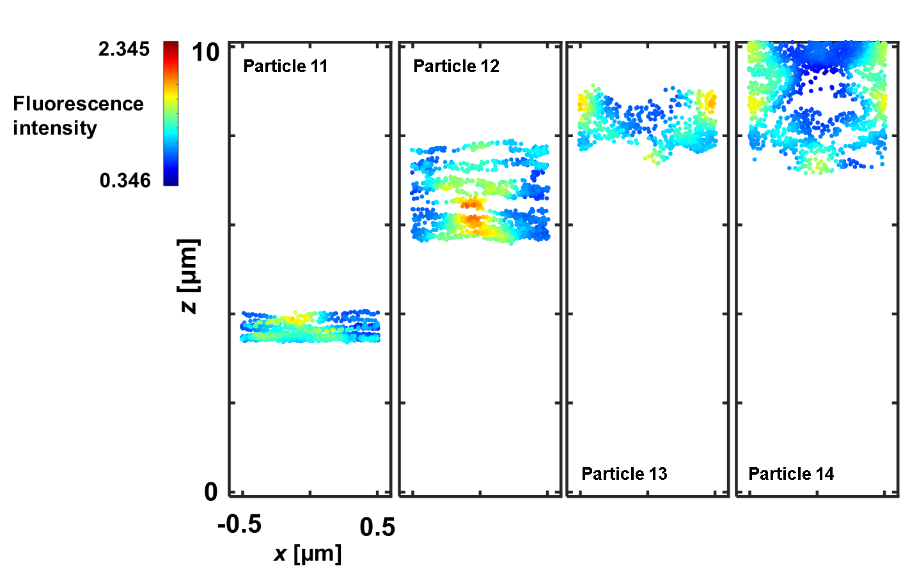 2.345
Fluorescence
intensity
0.346
10
Particle 11
Particle 12
Particle 13
Particle 14
z [µm]
0
-0.5
0.5
x [µm]